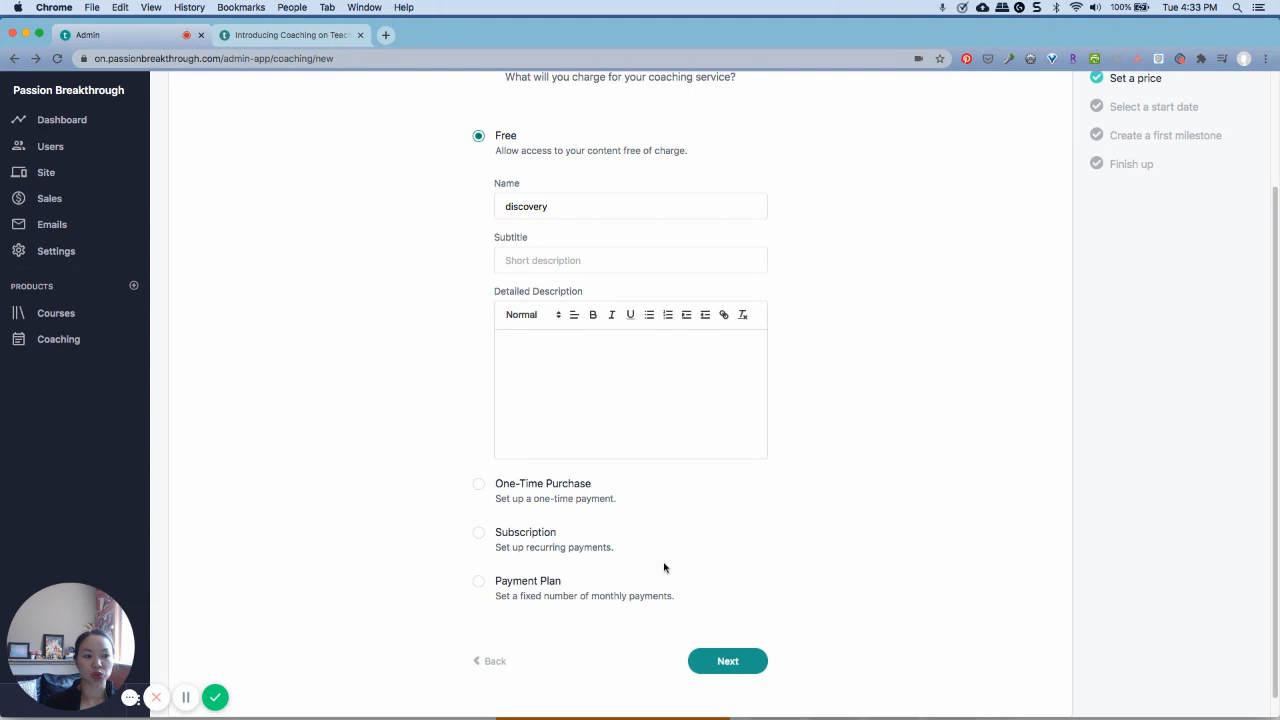 Chrome File Edit View History Bookmarks People Tab Window Help 100% Tue 4:33 PM
Admin Introducing Coaching on Teac
on.passionbreakthrough.com/admin-app/coaching/new
Passion Breakthrough
Dashboard
Users
Site
Sales
Emails
Settings
PRODUCTS
Courses
Coaching
What will you charge for your coaching service?
Free
Allow access to your content free of charge.
Name
discovery
Subtitle
Short description
Detailed Description
Normal B I U
One-Time Purchase
Set up a one-time payment.
Subscription
Set up recurring payments.
Payment Plan
Set a fixed number of monthly payments.
Back Next
Set a price
Select a start date
Create a first milestone
Finish up